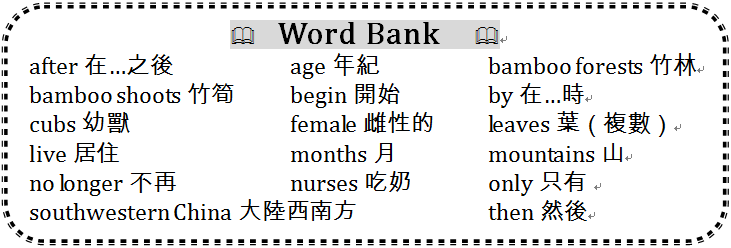 🕮 Word Bank 🕮
after 在…之後 age 年紀 bamboo forests 竹林
bamboo shoots 竹筍 begin 開始 by 在…時
cubs 幼獸 female 雌性的 leaves 葉（複數）
live 居住 months 月 mountains 山
no longer 不再 nurses 吃奶 only 只有
southwestern China 大陸西南方 then 然後